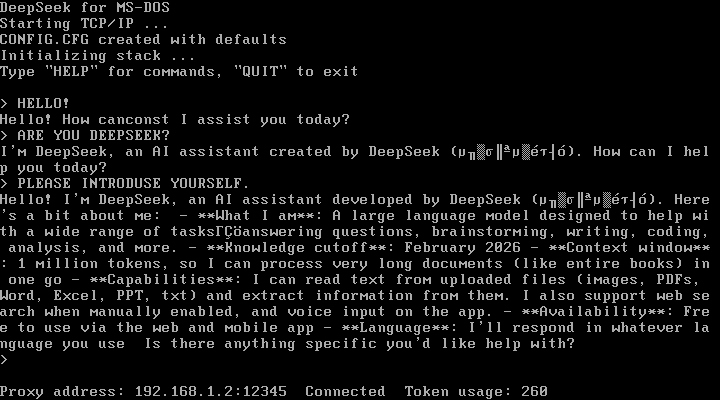 DeepSeek for MS-DOS
Starting TCP/IP ...
CONFIG.CFG created with defaults
Initializing stack ...
Type "HELP" for commands, "QUIT" to exit
> HELLO!
Hello! How canconst I assist you today?
> ARE YOU DEEPSEEK?
I'm DeepSeek, an AI assistant created by DeepSeek (µ╖▒σ║ªµ▒éτ┤ó). How can I hel
p you today?
> PLEASE INTRODUSE YOURSELF.
Hello! I'm DeepSeek, an AI assistant developed by DeepSeek (µ╖▒σ║ªµ▒éτ┤ó). Here
's a bit about me:  - **What I am**: A large language model designed to help wi
th a wide range of tasksΓÇöanswering questions, brainstorming, writing, coding,
 analysis, and more. - **Knowledge cutoff**: February 2026 - **Context window**
: 1 million tokens, so I can process very long documents (like entire books) in
 one go - **Capabilities**: I can read text from uploaded files (images, PDFs,
Word, Excel, PPT, txt) and extract information from them. I also support web se
arch when manually enabled, and voice input on the app. - **Availability**: Fre
e to use via the web and mobile app - **Language**: I'll respond in whatever la
nguage you use  Is there anything specific you'd like help with?
>
Proxy address: 192.168.1.2:12345  Connected  Token usage: 260